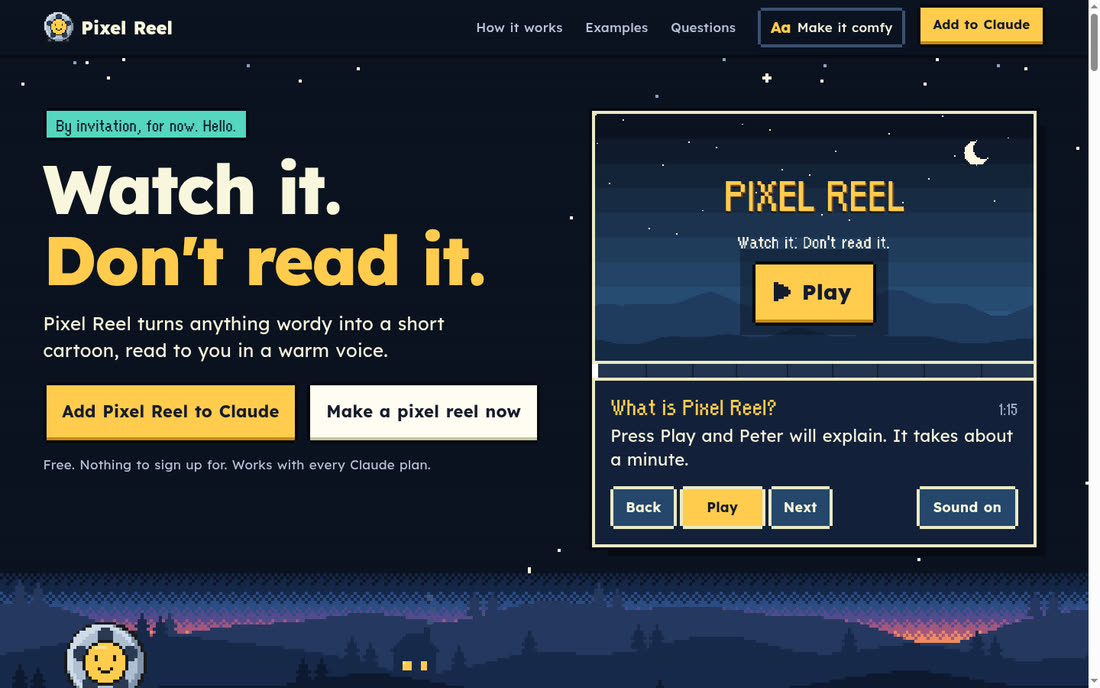 Pixel Reel
How it works
Examples
Questions
Aa Make it comfy
Add to Claude
By invitation, for now. Hello.
Watch it.
Don't read it.
Pixel Reel turns anything wordy into a short
cartoon, read to you in a warm voice.
Add Pixel Reel to Claude
Make a pixel reel now
Free. Nothing to sign up for. Works with every Claude plan.
PIXEL REEL
Watch it. Don't read it.
Play
What is Pixel Reel?
1:15
Press Play and Peter will explain. It takes about
a minute.
Back
Play
Next
Sound on